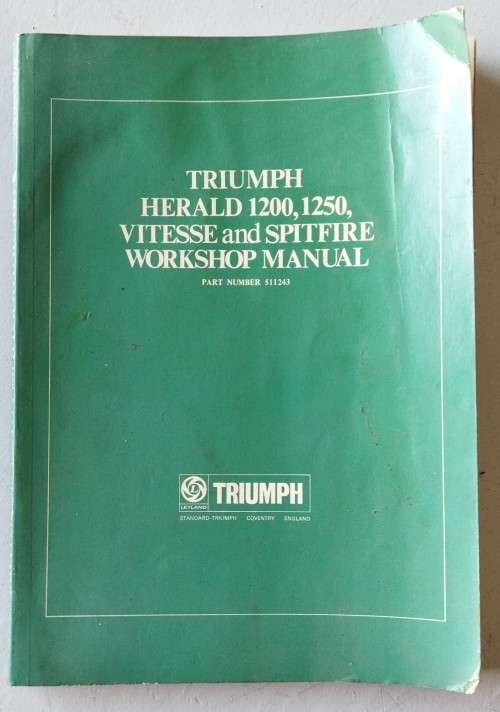 TRIUMPH
HERALD 1200, 1250,
VITESSE and SPITFIRE
WORKSHOP MANUAL
PART NUMBER 511243
L
LEYLAND
TRIUMPH
STANDARD-TRIUMPH COVENTRY ENGLAND